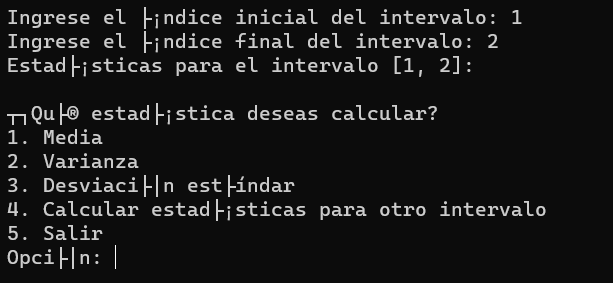 Ingrese el ├¡ndice inicial del intervalo: 1
Ingrese el ├¡ndice final del intervalo: 2
Estad├¡sticas para el intervalo [1, 2]:
┬┐Qu├® estad├¡stica deseas calcular?
1. Media
2. Varianza
3. Desviaci├│n est├índar
4. Calcular estad├¡sticas para otro intervalo
5. Salir
Opci├│n: